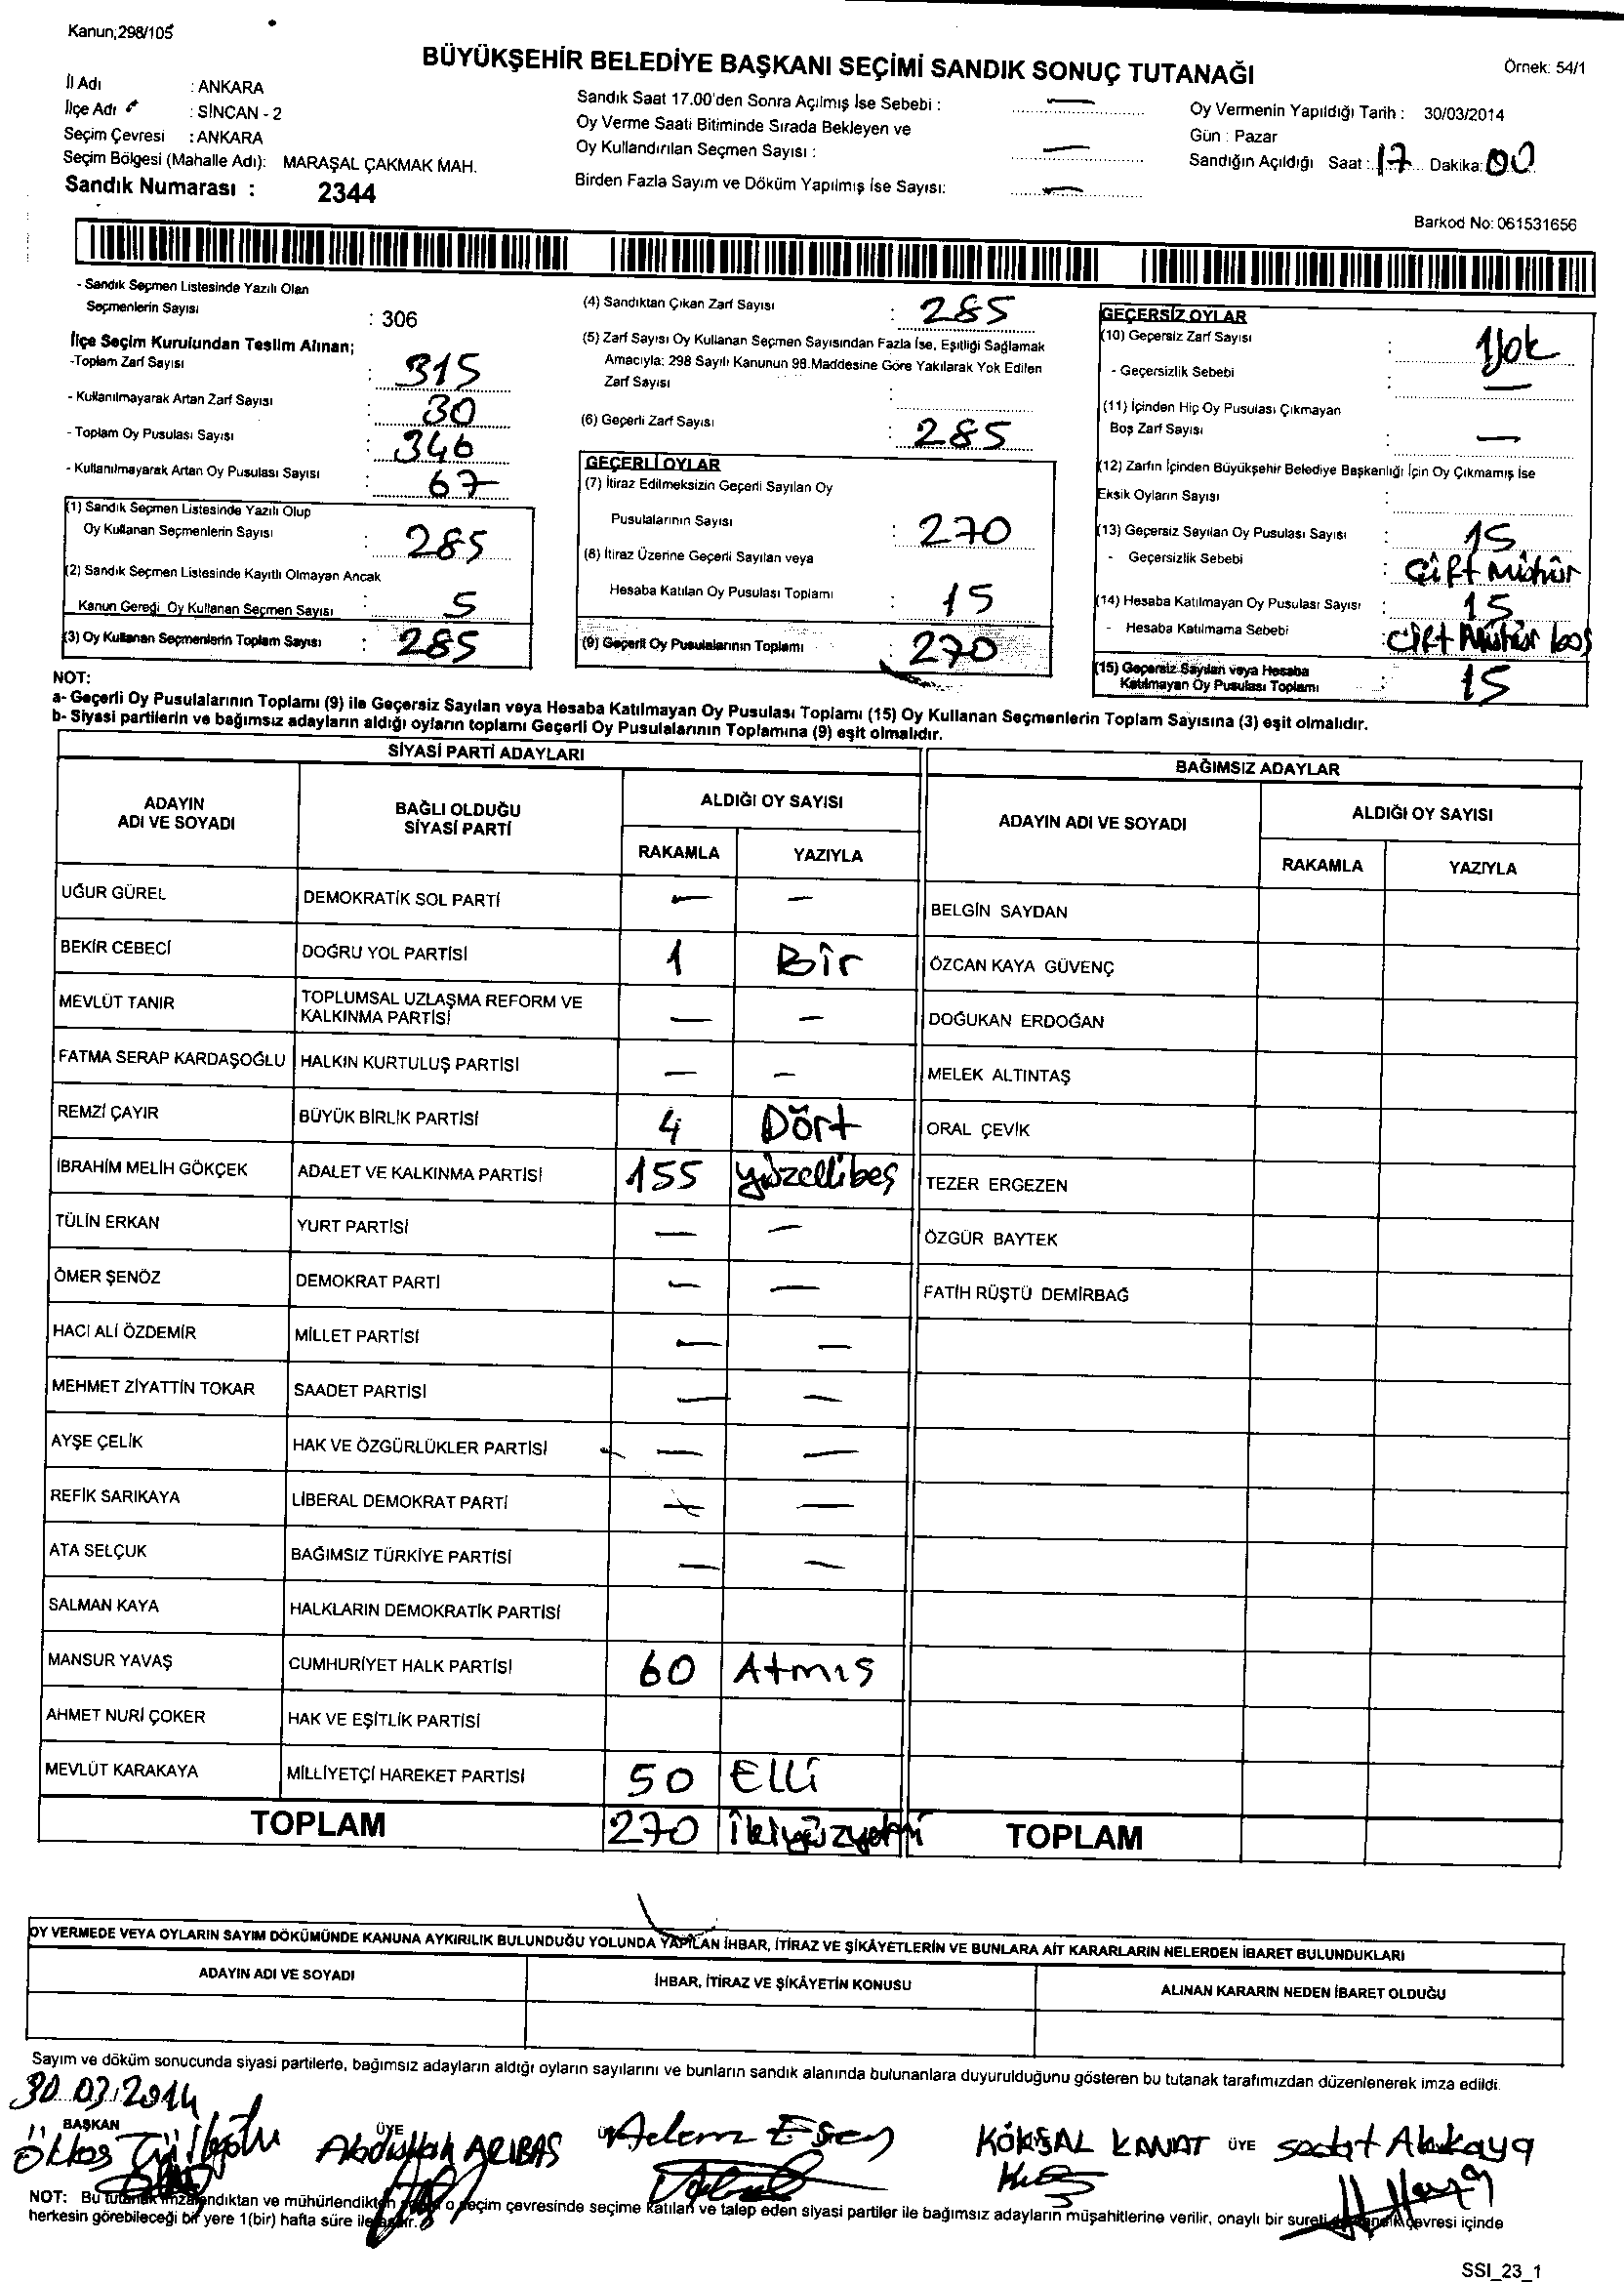 Kanun;298/105
BÜYÜKŞEHİR BELEDİYE BAŞKANI SEÇİMİ SANDIK SONUÇ TUTANAĞI
Örnek: 54/1
İl Adı : ANKARA
İlçe Adı : SİNCAN - 2
Seçim Çevresi : ANKARA
Seçim Bölgesi (Mahalle Adı): MARAŞAL ÇAKMAK MAH.
Sandık Numarası : 2344
Sandık Saat 17.00'den Sonra Açılmış İse Sebebi : —
Oy Verme Saati Bitiminde Sırada Bekleyen ve
Oy Kullandırılan Seçmen Sayısı : —
Birden Fazla Sayım ve Döküm Yapılmış İse Sayısı: —
Oy Vermenin Yapıldığı Tarih : 30/03/2014
Gün : Pazar
Sandığın Açıldığı Saat : 17 Dakika: 00
Barkod No: 061531656
- Sandık Seçmen Listesinde Yazılı Olan
Seçmenlerin Sayısı : 306
İlçe Seçim Kurulundan Teslim Alınan;
-Toplam Zarf Sayısı : 315
- Kullanılmayarak Artan Zarf Sayısı : 30
- Toplam Oy Pusulası Sayısı : 346
- Kullanılmayarak Artan Oy Pusulası Sayısı : 67
(1) Sandık Seçmen Listesinde Yazılı Olup
Oy Kullanan Seçmenlerin Sayısı : 285
(2) Sandık Seçmen Listesinde Kayıtlı Olmayan Ancak
Kanun Gereği Oy Kullanan Seçmen Sayısı : 5
(3) Oy Kullanan Seçmenlerin Toplam Sayısı : 285
(4) Sandıktan Çıkan Zarf Sayısı : 285
(5) Zarf Sayısı Oy Kullanan Seçmen Sayısından Fazla İse, Eşitliği Sağlamak
Amacıyla: 298 Sayılı Kanunun 98.Maddesine Göre Yakılarak Yok Edilen
Zarf Sayısı :
(6) Geçerli Zarf Sayısı : 285
GEÇERLİ OYLAR
(7) İtiraz Edilmeksizin Geçerli Sayılan Oy
Pusulalarının Sayısı : 270
(8) İtiraz Üzerine Geçerli Sayılan veya
Hesaba Katılan Oy Pusulası Toplamı : 15
(9) Geçerli Oy Pusulalarının Toplamı : 270
GEÇERSİZ OYLAR
(10) Geçersiz Zarf Sayısı : Yok
- Geçersizlik Sebebi : —
(11) İçinden Hiç Oy Pusulası Çıkmayan
Boş Zarf Sayısı : —
(12) Zarfın İçinden Büyükşehir Belediye Başkanlığı İçin Oy Çıkmamış İse
Eksik Oyların Sayısı :
(13) Geçersiz Sayılan Oy Pusulası Sayısı : 15
- Geçersizlik Sebebi : Çift Mühür
(14) Hesaba Katılmayan Oy Pusulası Sayısı : 15
- Hesaba Katılmama Sebebi : Çift Mühür boş
(15) Geçersiz Sayılan veya Hesaba
Katılmayan Oy Pusulası Toplamı : 15
NOT:
a- Geçerli Oy Pusulalarının Toplamı (9) ile Geçersiz Sayılan veya Hesaba Katılmayan Oy Pusulası Toplamı (15) Oy Kullanan Seçmenlerin Toplam Sayısına (3) eşit olmalıdır.
b- Siyasi partilerin ve bağımsız adayların aldığı oyların toplamı Geçerli Oy Pusulalarının Toplamına (9) eşit olmalıdır.
SİYASİ PARTİ ADAYLARI
ADAYIN ADI VE SOYADI BAĞLI OLDUĞU SİYASİ PARTİ ALDIĞI OY SAYISI
RAKAMLA YAZIYLA
UĞUR GÜREL DEMOKRATİK SOL PARTİ — —
BEKİR CEBECİ DOĞRU YOL PARTİSİ 1 Bir
MEVLÜT TANIR TOPLUMSAL UZLAŞMA REFORM VE KALKINMA PARTİSİ — —
FATMA SERAP KARDAŞOĞLU HALKIN KURTULUŞ PARTİSİ — —
REMZİ ÇAYIR BÜYÜK BİRLİK PARTİSİ 4 Dört
İBRAHİM MELİH GÖKÇEK ADALET VE KALKINMA PARTİSİ 155 yüzellibeş
TÜLİN ERKAN YURT PARTİSİ — —
ÖMER ŞENÖZ DEMOKRAT PARTİ — —
HACI ALİ ÖZDEMİR MİLLET PARTİSİ — —
MEHMET ZİYATTİN TOKAR SAADET PARTİSİ — —
AYŞE ÇELİK HAK VE ÖZGÜRLÜKLER PARTİSİ — —
REFİK SARIKAYA LİBERAL DEMOKRAT PARTİ — —
ATA SELÇUK BAĞIMSIZ TÜRKİYE PARTİSİ — —
SALMAN KAYA HALKLARIN DEMOKRATİK PARTİSİ
MANSUR YAVAŞ CUMHURİYET HALK PARTİSİ 60 Atmış
AHMET NURİ ÇOKER HAK VE EŞİTLİK PARTİSİ
MEVLÜT KARAKAYA MİLLİYETÇİ HAREKET PARTİSİ 50 Elli
TOPLAM 270 İkiyüzyetmi
BAĞIMSIZ ADAYLAR
ADAYIN ADI VE SOYADI ALDIĞI OY SAYISI
RAKAMLA YAZIYLA
BELGİN SAYDAN
ÖZCAN KAYA GÜVENÇ
DOĞUKAN ERDOĞAN
MELEK ALTINTAŞ
ORAL ÇEVİK
TEZER ERGEZEN
ÖZGÜR BAYTEK
FATİH RÜŞTÜ DEMİRBAĞ
TOPLAM
OY VERMEDE VEYA OYLARIN SAYIM DÖKÜMÜNDE KANUNA AYKIRILIK BULUNDUĞU YOLUNDA YAPILAN İHBAR, İTİRAZ VE ŞİKÂYETLERİN VE BUNLARA AİT KARARLARIN NELERDEN İBARET BULUNDUKLARI
ADAYIN ADI VE SOYADI İHBAR, İTİRAZ VE ŞİKÂYETİN KONUSU ALINAN KARARIN NEDEN İBARET OLDUĞU
Sayım ve döküm sonucunda siyasi partilerle, bağımsız adayların aldığı oyların sayılarını ve bunların sandık alanında bulunanlara duyurulduğunu gösteren bu tutanak tarafımızdan düzenlenerek imza edildi.
30.03.2014
BAŞKAN ÜYE ÜYE
Ökkeş Abdullah ARIBAŞ Adem KÖKSAL KANAT Sedat Akkaya
NOT: Bu tutanak imzalandıktan ve mühürlendikten o seçim çevresinde seçime katılan ve talep eden siyasi partiler ile bağımsız adayların müşahitlerine verilir, onaylı bir sureti çevresi içinde
herkesin görebileceği bir yere 1(bir) hafta süre ile asılır.
SSI_23_1